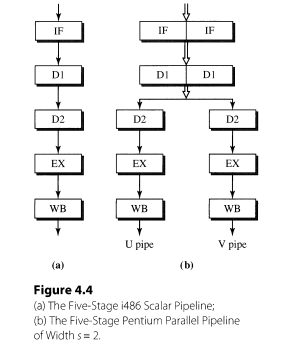 IF
IF IF
D1
D1 D1
D2
D2 D2
EX
EX EX
WB
WB WB
U pipe V pipe
(a) (b)
Figure 4.4
(a) The Five-Stage i486 Scalar Pipeline;
(b) The Five-Stage Pentium Parallel Pipeline
of Width s = 2.